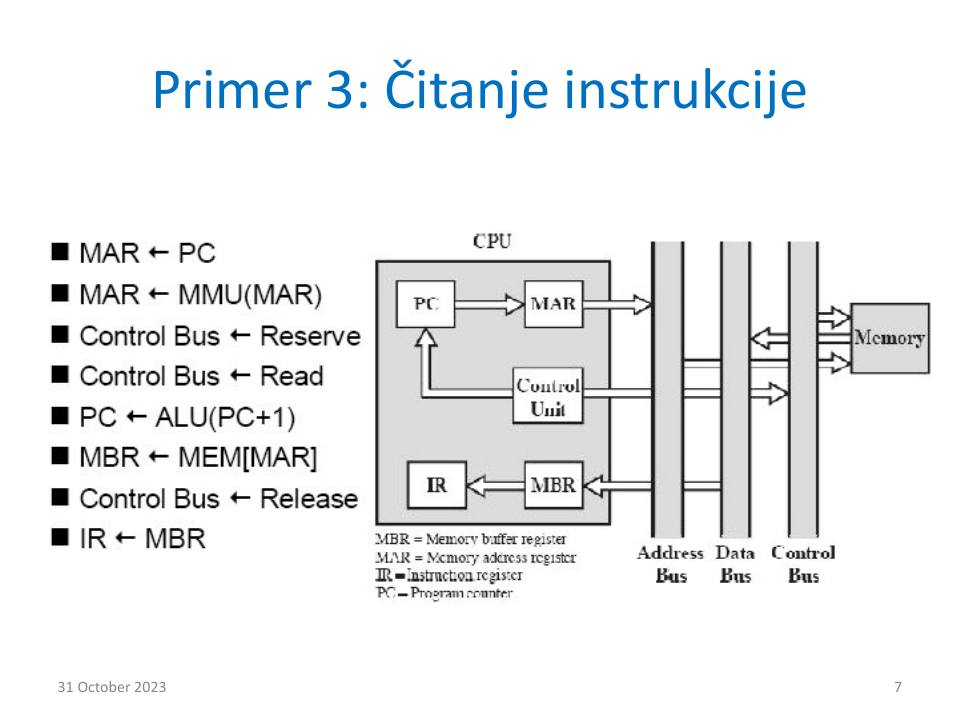 Primer 3: Čitanje instrukcije
■ MAR ← PC
■ MAR ← MMU(MAR)
■ Control Bus ← Reserve
■ Control Bus ← Read
■ PC ← ALU(PC+1)
■ MBR ← MEM[MAR]
■ Control Bus ← Release
■ IR ← MBR
CPU
PC
MAR
Memory
Control
Unit
IR
MBR
MBR = Memory buffer register
MAR = Memory address register
IR = Instruction register
PC = Program counter
Address
Bus
Data
Bus
Control
Bus
31 October 2023
7